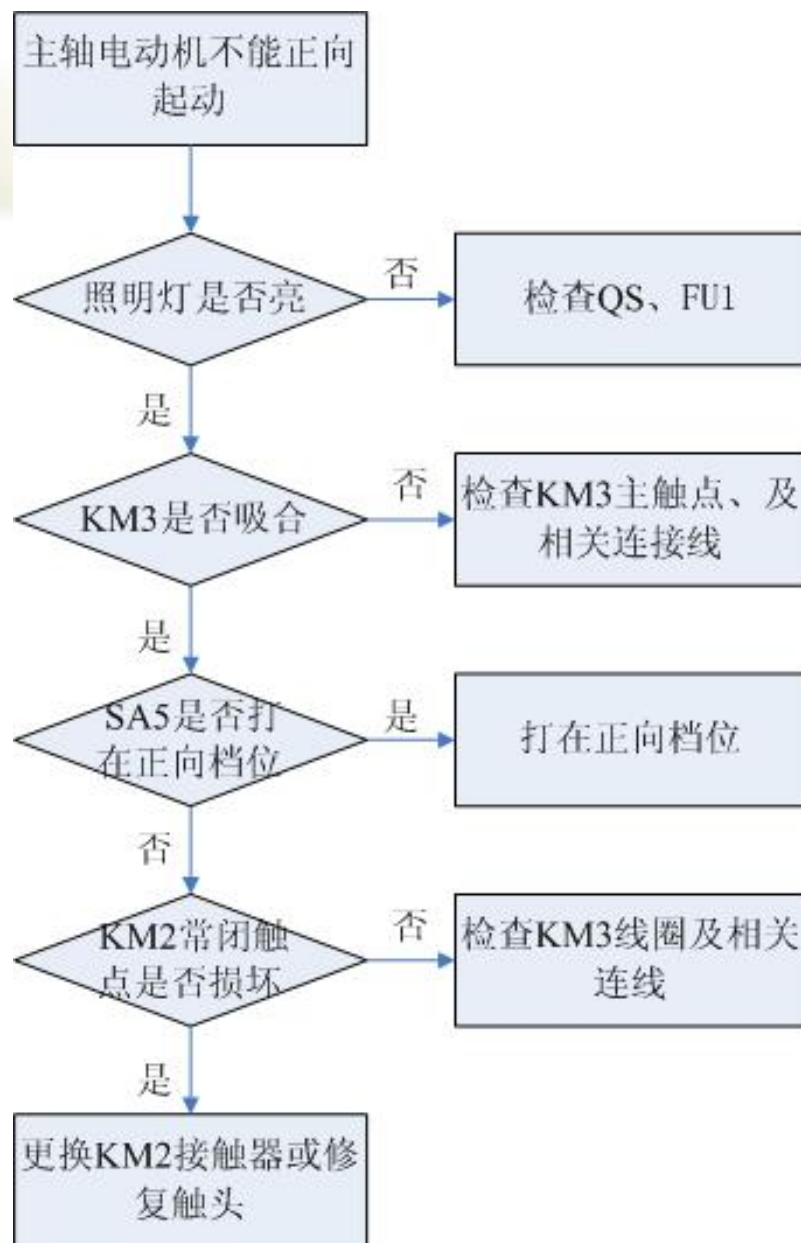 主轴电动机不能正向
起动
照明灯是否亮
否
检查QS、FU1
是
KM3是否吸合
否
检查KM3主触点、及
相关连接线
是
SA5是否打
在正向档位
是
打在正向档位
否
KM2常闭触
点是否损坏
否
检查KM3线圈及相关
连线
是
更换KM2接触器或修
复触头